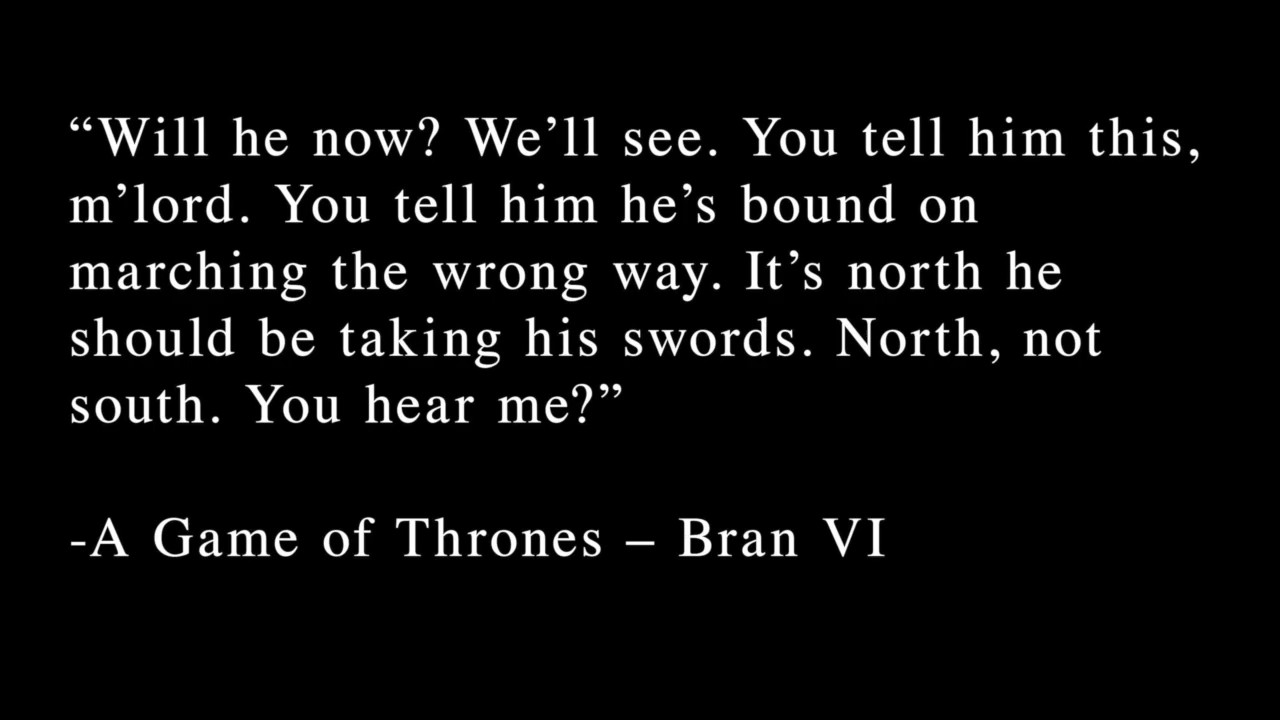 “Will he now? We’ll see. You tell him this,
m’lord. You tell him he’s bound on
marching the wrong way. It’s north he
should be taking his swords. North, not
south. You hear me?”
-A Game of Thrones – Bran VI